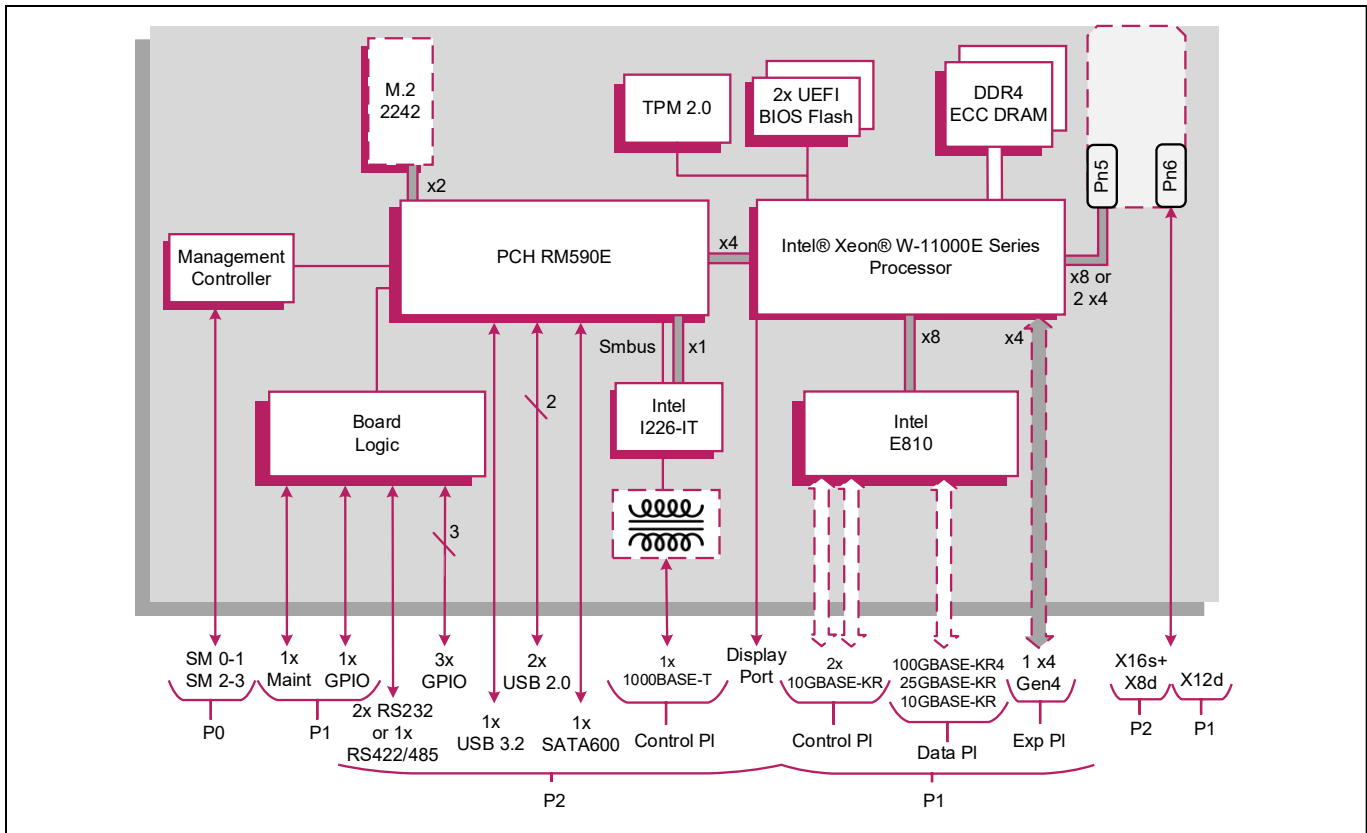 M.2
2242
TPM 2.0
2x UEFI
BIOS Flash
DDR4
ECC DRAM
Pn5
Pn6
x2
Management
Controller
PCH RM590E
x4
Intel® Xeon® W-11000E Series
Processor
x8 or
2 x4
Smbus
x1
x8
x4
Board
Logic
2
Intel
I226-IT
Intel
E810
3
SM 0-1
SM 2-3
P0
1x
Maint
1x
GPIO
P1
2x RS232
or 1x
RS422/485
3x
GPIO
1x
USB 3.2
2x
USB 2.0
1x
SATA600
1x
1000BASE-T
Control Pl
Display
Port
2x
10GBASE-KR
Control Pl
100GBASE-KR4
25GBASE-KR
10GBASE-KR
Data Pl
1 x4
Gen4
Exp Pl
X16s+
X8d
P2
X12d
P1
P2
P1